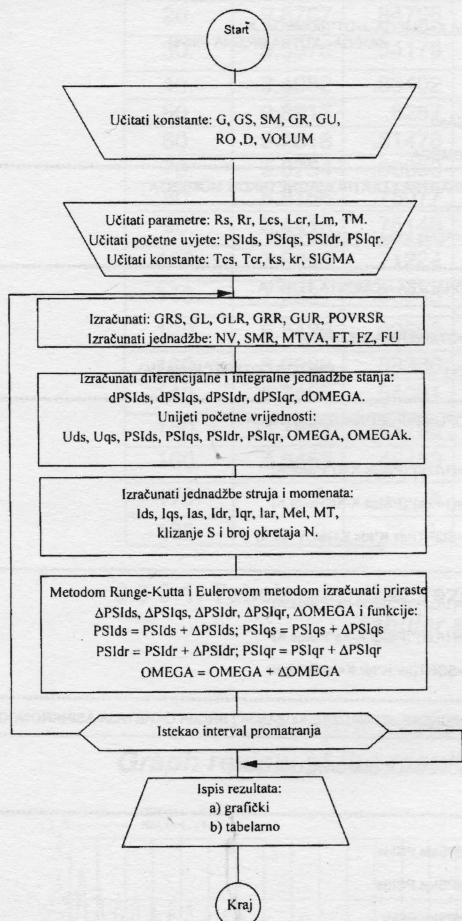 Start
Učitati konstante: G, GS, SM, GR, GU,
RO ,D, VOLUM
Učitati parametre: Rs, Rr, Lcs, Lcr, Lm, TM.
Učitati početne uvjete: PSIds, PSIqs, PSIdr, PSIqr.
Učitati konstante: Tcs, Tcr, ks, kr, SIGMA
Izračunati: GRS, GL, GLR, GRR, GUR, POVRSR
Izračunati jednadžbe: NV, SMR, MTVA, FT, FZ, FU
Izračunati diferencijalne i integralne jednadžbe stanja:
dPSIds, dPSIqs, dPSIdr, dPSIqr, dOMEGA.
Unijeti početne vrijednosti:
Uds, Uqs, PSIds, PSIqs, PSIdr, PSIqr, OMEGA, OMEGAk.
Izračunati jednadžbe struja i momenata:
Ids, Iqs, Ias, Idr, Iqr, Iar, Mel, MT,
klizanje S i broj okretaja N.
Metodom Runge-Kutta i Eulerovom metodom izračunati priraste
ΔPSIds, ΔPSIqs, ΔPSIdr, ΔPSIqr, ΔOMEGA i funkcije:
PSIds = PSIds + ΔPSIds; PSIqs = PSIqs + ΔPSIqs
PSIdr = PSIdr + ΔPSIdr; PSIqr = PSIqr + ΔPSIqr
OMEGA = OMEGA + ΔOMEGA
Istekao interval promatranja
Ispis rezultata:
a) grafički
b) tabelarno
Kraj